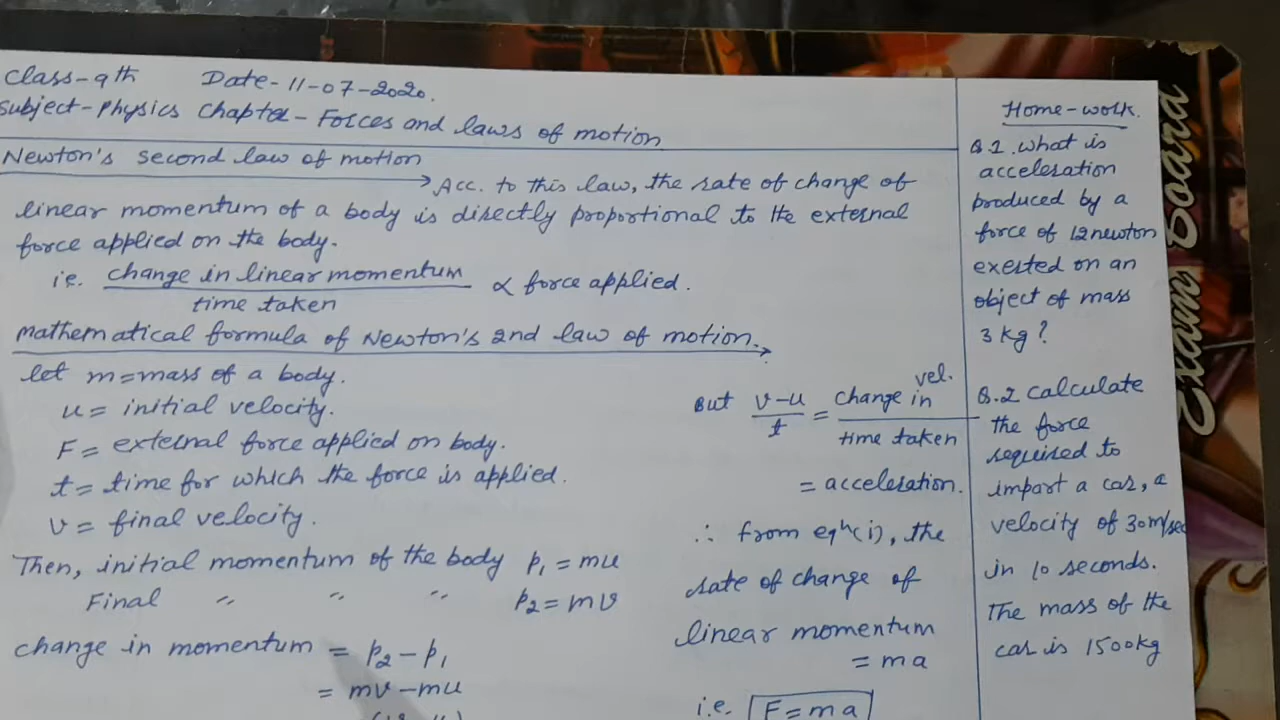 Class-9th Date-11-07-2020.
Subject-Physics Chapter- Forces and laws of motion
Newton's second law of motion
Acc. to this law, the rate of change of
linear momentum of a body is directly proportional to the external
force applied on the body.
i.e. change in linear momentum / time taken ∝ force applied.
mathematical formula of Newton's 2nd law of motion.
let m=mass of a body.
u= initial velocity.
F= external force applied on body.
t= time for which the force is applied.
v= final velocity.
Then, initial momentum of the body p₁=mu
Final " " " p₂=mv
change in momentum = p₂-p₁
= mv-mu
But v-u / t = change in vel. / time taken
= acceleration.
∴ from eqⁿ(i), the
rate of change of
linear momentum
= ma
i.e. F=ma
Home-work.
Q.1. what is
acceleration
produced by a
force of 12newton
exerted on an
object of mass
3 kg?
Q.2 calculate
the force
required to
impart a car, a
velocity of 30m/sec
in 10 seconds.
The mass of the
car is 1500kg
Exam Board